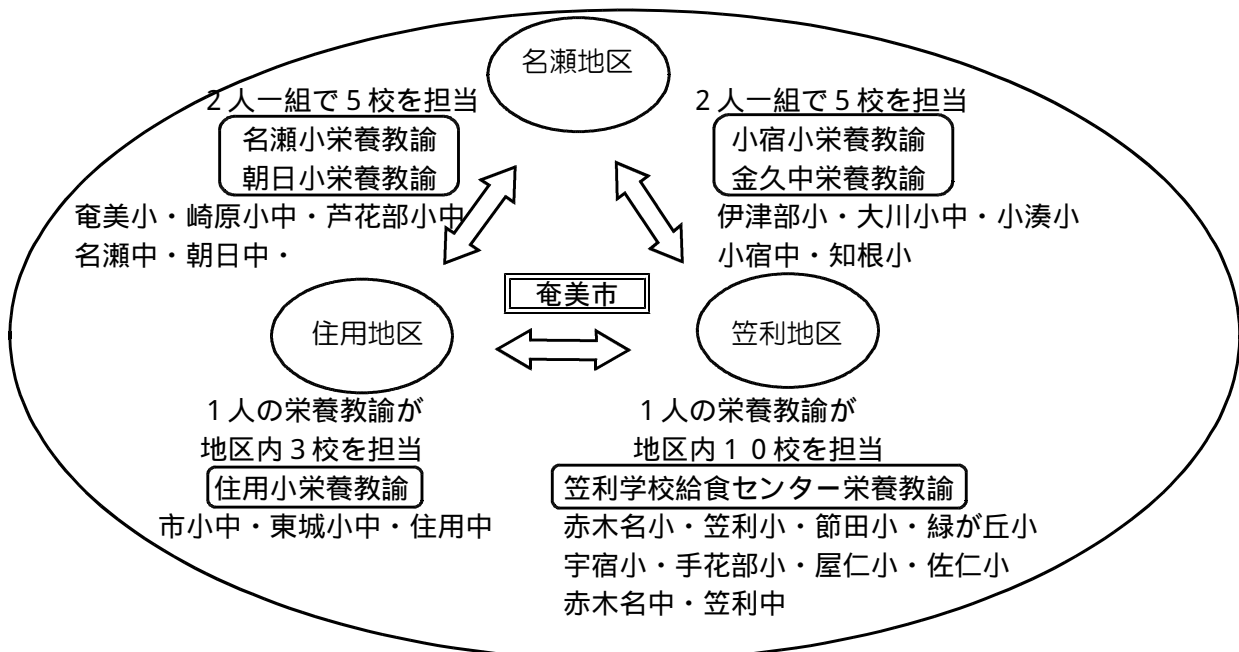 名瀬地区
２人一組で５校を担当
名瀬小栄養教諭
朝日小栄養教諭
奄美小・崎原小中・芦花部小中
名瀬中・朝日中・
２人一組で５校を担当
小宿小栄養教諭
金久中栄養教諭
伊津部小・大川小中・小湊小
小宿中・知根小
奄美市
住用地区
１人の栄養教諭が
地区内３校を担当
住用小栄養教諭
市小中・東城小中・住用中
笠利地区
１人の栄養教諭が
地区内１０校を担当
笠利学校給食センター栄養教諭
赤木名小・笠利小・節田小・緑が丘小
宇宿小・手花部小・屋仁小・佐仁小
赤木名中・笠利中